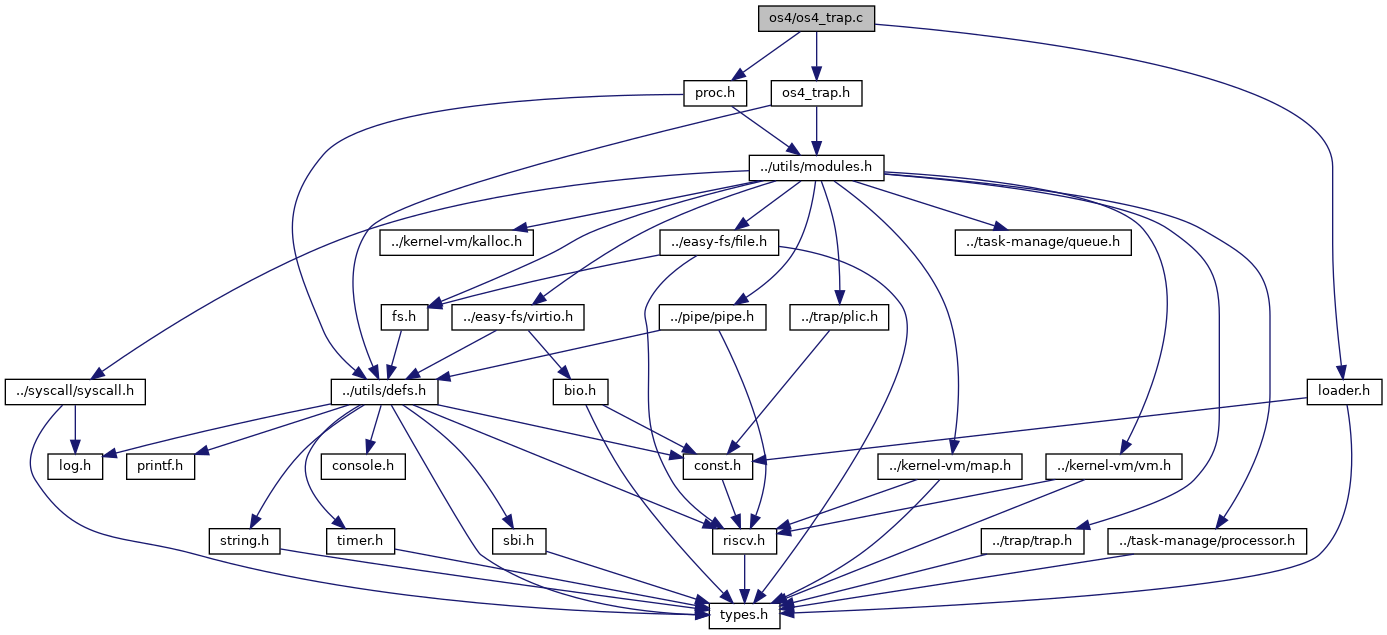 os4/os4_trap.c
proc.h
os4_trap.h
../utils/modules.h
../kernel-vm/kalloc.h
../easy-fs/file.h
../task-manage/queue.h
fs.h
../easy-fs/virtio.h
../pipe/pipe.h
../trap/plic.h
../syscall/syscall.h
../utils/defs.h
bio.h
loader.h
log.h
printf.h
console.h
const.h
../kernel-vm/map.h
../kernel-vm/vm.h
string.h
timer.h
sbi.h
riscv.h
../trap/trap.h
../task-manage/processor.h
types.h